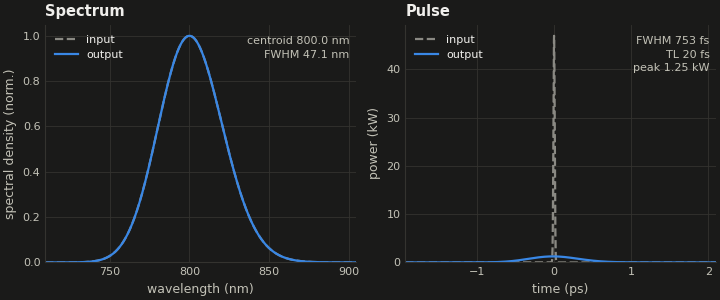 Spectrum
input
output
centroid 800.0 nm
FWHM 47.1 nm
1.0
0.8
0.6
0.4
0.2
0.0
spectral density (norm.)
750
800
850
900
wavelength (nm)
Pulse
input
output
FWHM 753 fs
TL 20 fs
peak 1.25 kW
40
30
20
10
0
power (kW)
−1
0
1
2
time (ps)